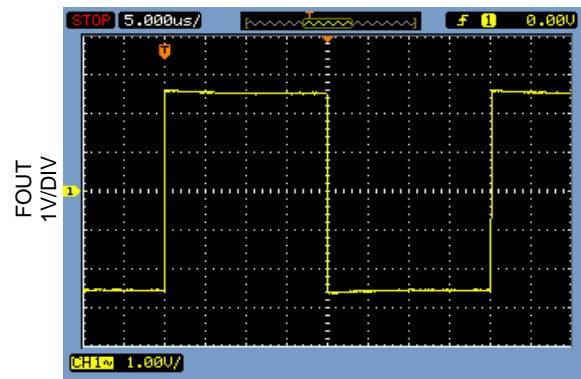 STOP 5.000us/ T 1 0.00V
T
FOUT
1V/DIV
1
CH1~ 1.00V/